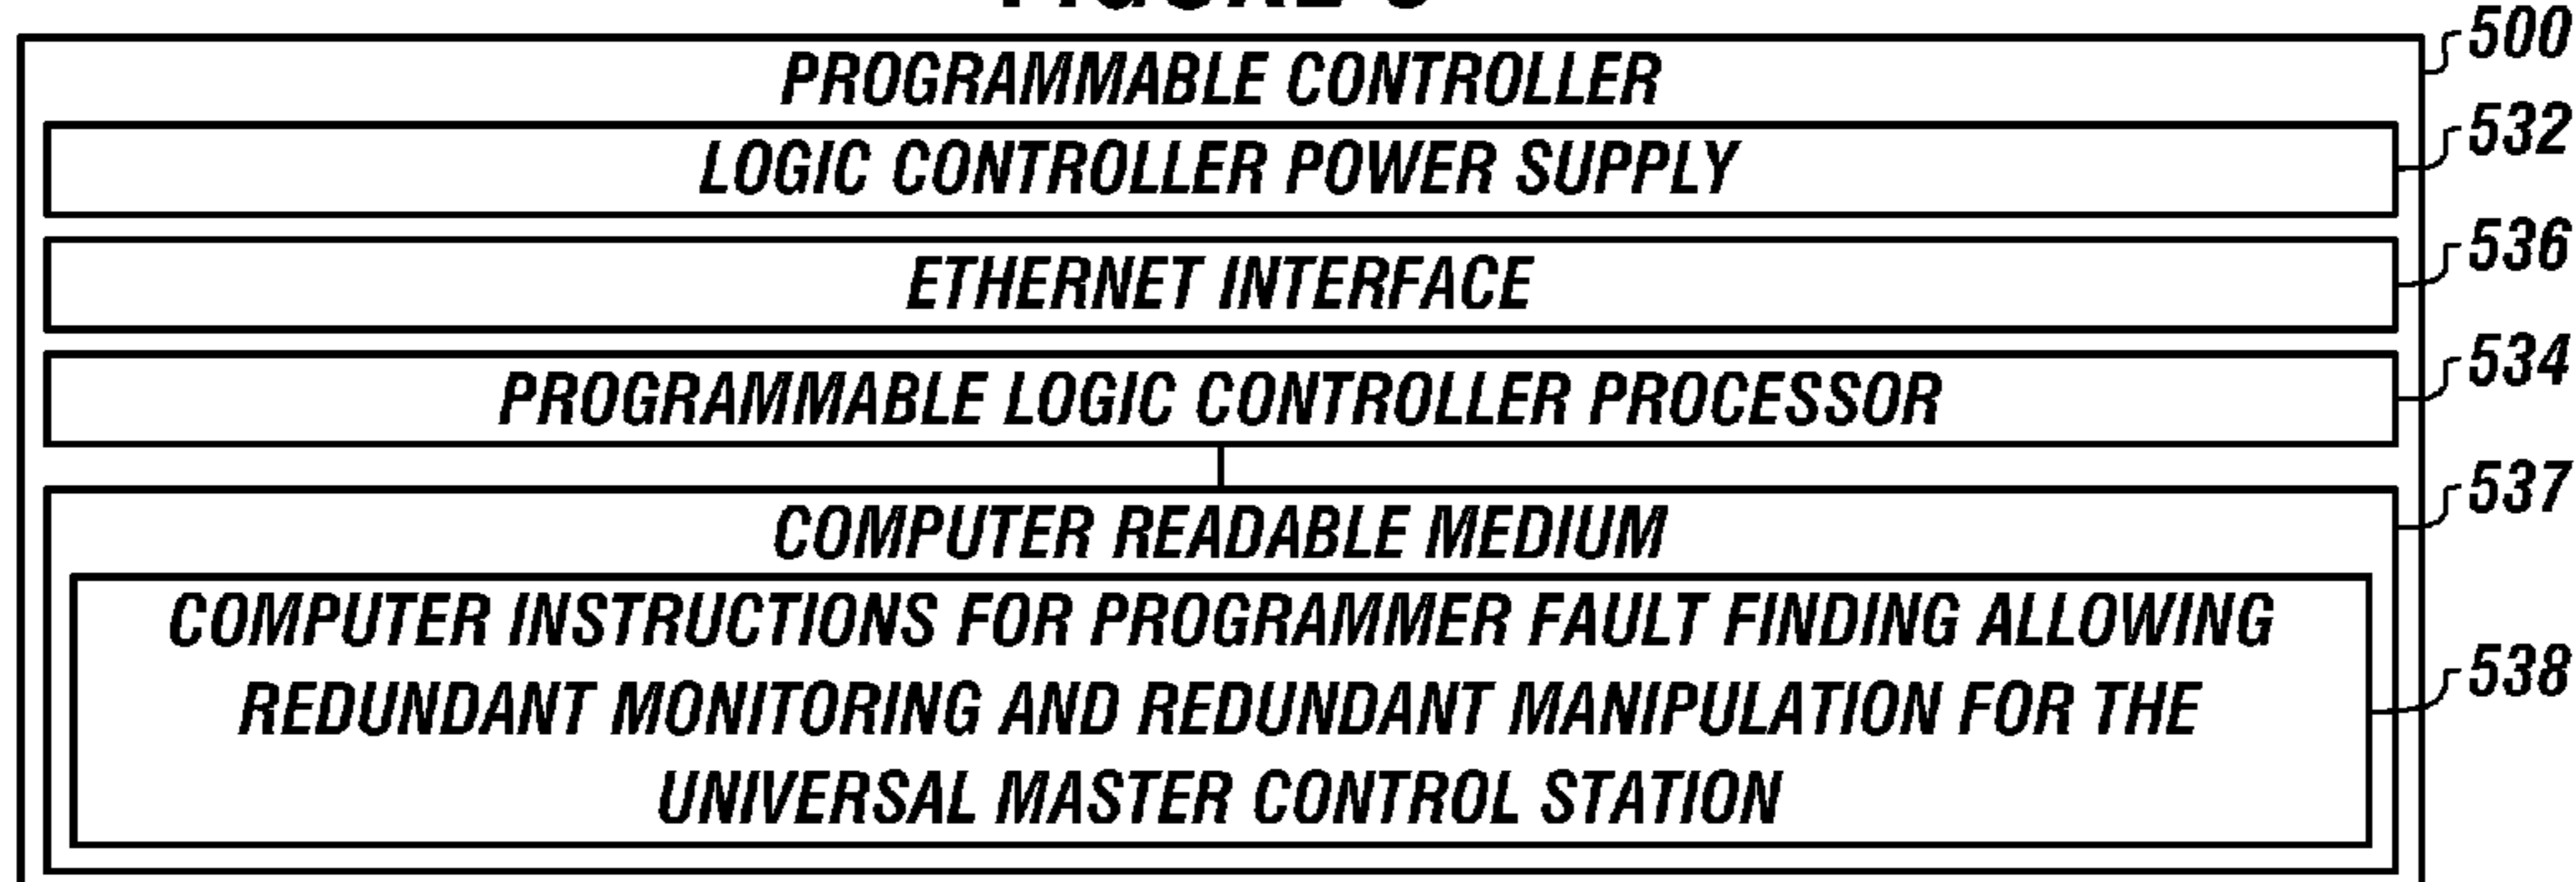 PROGRAMMABLE CONTROLLER
500
LOGIC CONTROLLER POWER SUPPLY
532
ETHERNET INTERFACE
536
PROGRAMMABLE LOGIC CONTROLLER PROCESSOR
534
COMPUTER READABLE MEDIUM
537
COMPUTER INSTRUCTIONS FOR PROGRAMMER FAULT FINDING ALLOWING
REDUNDANT MONITORING AND REDUNDANT MANIPULATION FOR THE
UNIVERSAL MASTER CONTROL STATION
538